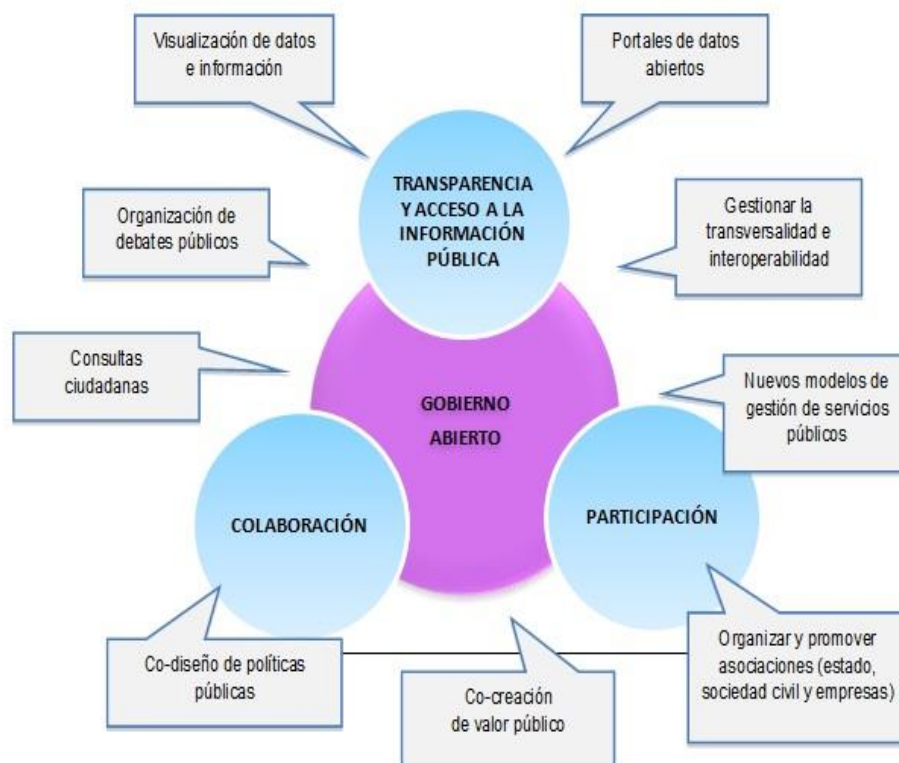 Visualización de datos
e información
Portales de datos
abiertos
TRANSPARENCIA
Y ACCESO A LA
INFORMACIÓN
PÚBLICA
Organización de
debates públicos
Gestionar la
transversalidad e
interoperabilidad
Consultas
ciudadanas
GOBIERNO
ABIERTO
Nuevos modelos de
gestión de servicios
públicos
COLABORACIÓN
PARTICIPACIÓN
Co-diseño de políticas
públicas
Co-creación
de valor público
Organizar y promover
asociaciones (estado,
sociedad civil y empresas)